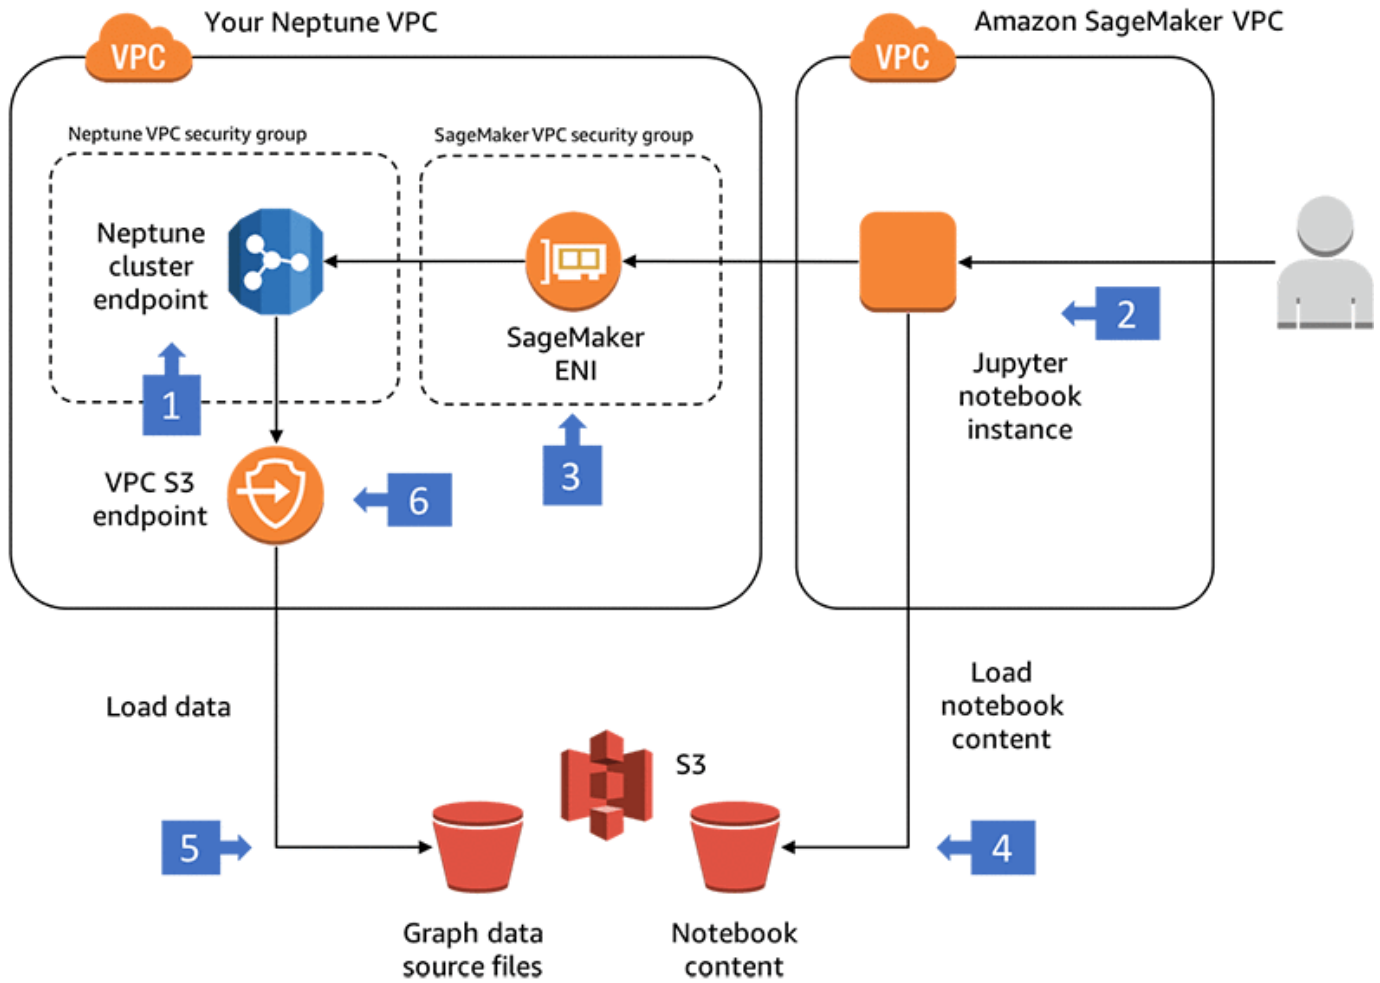 Your Neptune VPC
Amazon SageMaker VPC
VPC
VPC
Neptune VPC security group
SageMaker VPC security group
Neptune
cluster
endpoint
SageMaker
ENI
2
Jupyter
notebook
instance
1
3
VPC S3
endpoint
6
Load data
Load
notebook
content
S3
5
4
Graph data
source files
Notebook
content